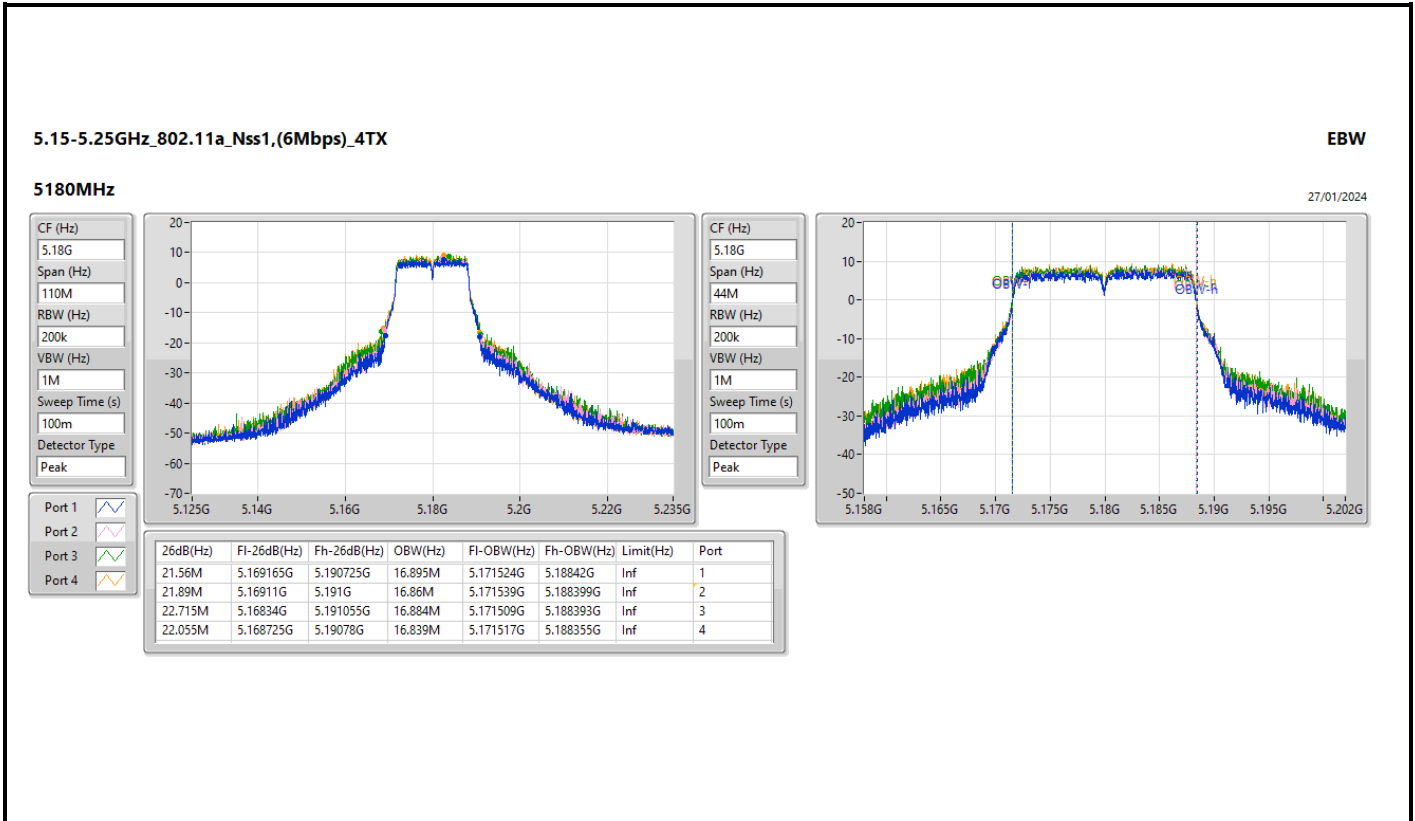 5.15-5.25GHz_802.11a_Nss1,(6Mbps)_4TX EBW
5180MHz
27/01/2024
CF (Hz)
5.18G
Span (Hz)
110M
RBW (Hz)
200k
VBW (Hz)
1M
Sweep Time (s)
100m
Detector Type
Peak
20
10
0
-10
-20
-30
-40
-50
-60
-70
5.125G 5.14G 5.16G 5.18G 5.2G 5.22G 5.235G
CF (Hz)
5.18G
Span (Hz)
44M
RBW (Hz)
200k
VBW (Hz)
1M
Sweep Time (s)
100m
Detector Type
Peak
20
10
0
-10
-20
-30
-40
-50
OBW-l OBW-h
5.158G 5.165G 5.17G 5.175G 5.18G 5.185G 5.19G 5.195G 5.202G
Port 1
Port 2
Port 3
Port 4
26dB(Hz) Fl-26dB(Hz) Fh-26dB(Hz) OBW(Hz) Fl-OBW(Hz) Fh-OBW(Hz) Limit(Hz) Port
21.56M 5.169165G 5.190725G 16.895M 5.171524G 5.18842G Inf 1
21.89M 5.16911G 5.191G 16.86M 5.171539G 5.188399G Inf 2
22.715M 5.16834G 5.191055G 16.884M 5.171509G 5.188393G Inf 3
22.055M 5.168725G 5.19078G 16.839M 5.171517G 5.188355G Inf 4